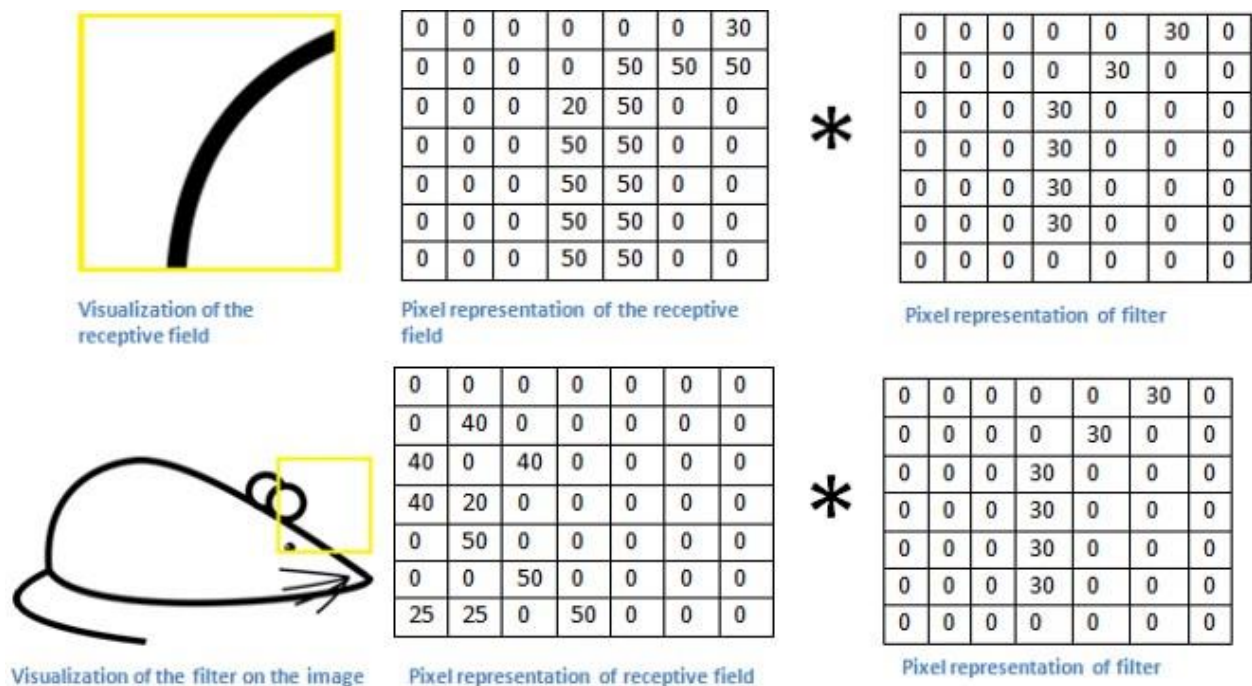 0 0 0 0 0 0 30
0 0 0 0 50 50 50
0 0 0 20 50 0 0
0 0 0 50 50 0 0
0 0 0 50 50 0 0
0 0 0 50 50 0 0
0 0 0 50 50 0 0
*
0 0 0 0 0 30 0
0 0 0 0 30 0 0
0 0 0 30 0 0 0
0 0 0 30 0 0 0
0 0 0 30 0 0 0
0 0 0 30 0 0 0
0 0 0 0 0 0 0
Visualization of the
receptive field
Pixel representation of the receptive
field
Pixel representation of filter
0 0 0 0 0 0 0
0 40 0 0 0 0 0
40 0 40 0 0 0 0
40 20 0 0 0 0 0
0 50 0 0 0 0 0
0 0 50 0 0 0 0
25 25 0 50 0 0 0
*
0 0 0 0 0 30 0
0 0 0 0 30 0 0
0 0 0 30 0 0 0
0 0 0 30 0 0 0
0 0 0 30 0 0 0
0 0 0 30 0 0 0
0 0 0 0 0 0 0
Visualization of the filter on the image
Pixel representation of receptive field
Pixel representation of filter